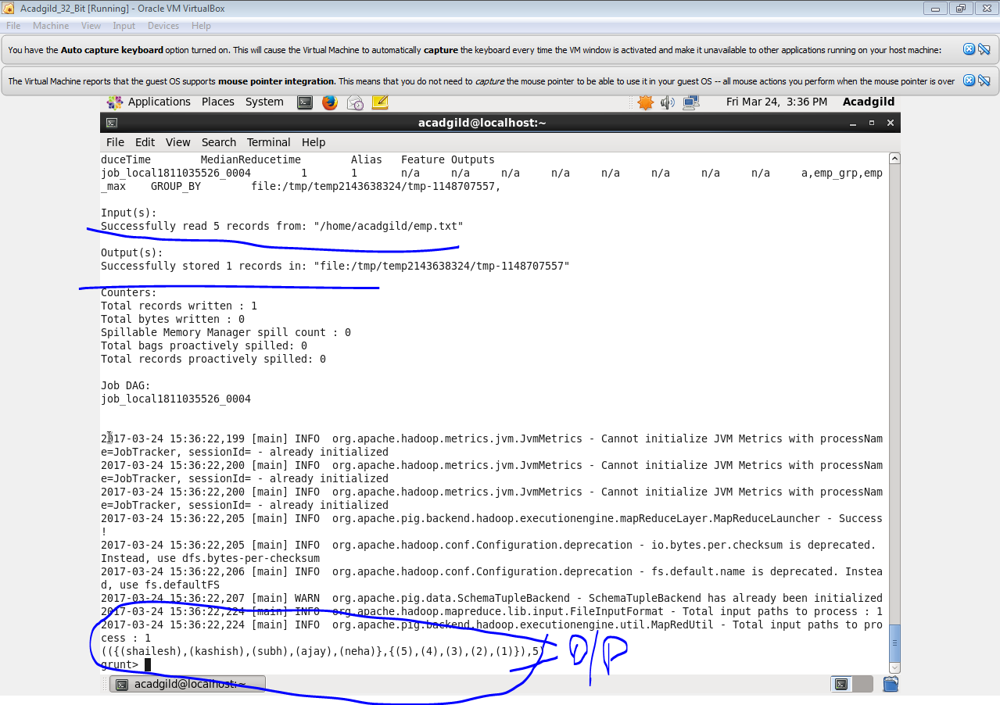 Acadgild_32_Bit [Running] - Oracle VM VirtualBox
File Machine View Input Devices Help
You have the Auto capture keyboard option turned on. This will cause the Virtual Machine to automatically capture the keyboard every time the VM window is activated and make it unavailable to other applications running on your host machine:
The Virtual Machine reports that the guest OS supports mouse pointer integration. This means that you do not need to capture the mouse pointer to be able to use it in your guest OS -- all mouse actions you perform when the mouse pointer is over
Applications Places System Fri Mar 24, 3:36 PM Acadgild
acadgild@localhost:~
File Edit View Search Terminal Help
duceTime MedianReducetime Alias Feature Outputs
job_local1811035526_0004 1 1 n/a n/a n/a n/a n/a n/a n/a n/a a,emp_grp,emp
_max GROUP_BY file:/tmp/temp2143638324/tmp-1148707557,
Input(s):
Successfully read 5 records from: "/home/acadgild/emp.txt"
Output(s):
Successfully stored 1 records in: "file:/tmp/temp2143638324/tmp-1148707557"
Counters:
Total records written : 1
Total bytes written : 0
Spillable Memory Manager spill count : 0
Total bags proactively spilled: 0
Total records proactively spilled: 0
Job DAG:
job_local1811035526_0004
2017-03-24 15:36:22,199 [main] INFO org.apache.hadoop.metrics.jvm.JvmMetrics - Cannot initialize JVM Metrics with processNam
e=JobTracker, sessionId= - already initialized
2017-03-24 15:36:22,200 [main] INFO org.apache.hadoop.metrics.jvm.JvmMetrics - Cannot initialize JVM Metrics with processNam
e=JobTracker, sessionId= - already initialized
2017-03-24 15:36:22,200 [main] INFO org.apache.hadoop.metrics.jvm.JvmMetrics - Cannot initialize JVM Metrics with processNam
e=JobTracker, sessionId= - already initialized
2017-03-24 15:36:22,205 [main] INFO org.apache.pig.backend.hadoop.executionengine.mapReduceLayer.MapReduceLauncher - Success
!
2017-03-24 15:36:22,205 [main] INFO org.apache.hadoop.conf.Configuration.deprecation - io.bytes.per.checksum is deprecated.
Instead, use dfs.bytes-per-checksum
2017-03-24 15:36:22,206 [main] INFO org.apache.hadoop.conf.Configuration.deprecation - fs.default.name is deprecated. Instea
d, use fs.defaultFS
2017-03-24 15:36:22,207 [main] WARN org.apache.pig.data.SchemaTupleBackend - SchemaTupleBackend has already been initialized
2017-03-24 15:36:22,224 [main] INFO org.apache.hadoop.mapreduce.lib.input.FileInputFormat - Total input paths to process : 1
2017-03-24 15:36:22,224 [main] INFO org.apache.pig.backend.hadoop.executionengine.util.MapRedUtil - Total input paths to pro
cess : 1
(({(shailesh),(kashish),(subh),(ajay),(neha)},{(5),(4),(3),(2),(1)}),5)
O/P
grunt>
acadgild@localhost:~